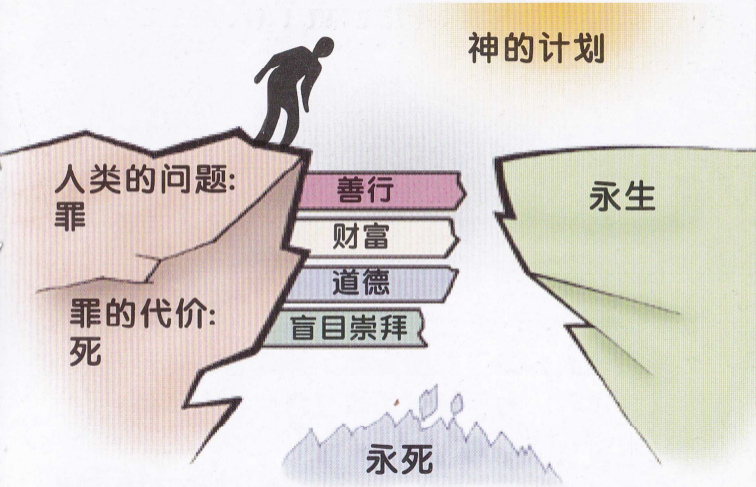 神的计划
人类的问题:
罪
善行
永生
财富
道德
罪的代价:
死
盲目崇拜
永死